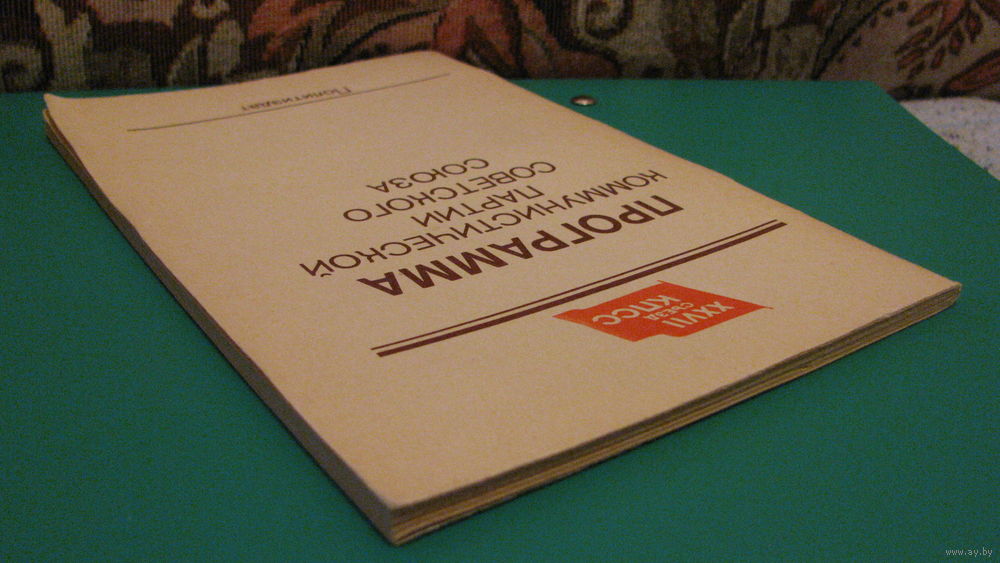 XXVII
СЪЕЗД
КПСС
ПРОГРАММА
КОММУНИСТИЧЕСКОЙ
ПАРТИИ
СОВЕТСКОГО
СОЮЗА
Политиздат
www.ay.by